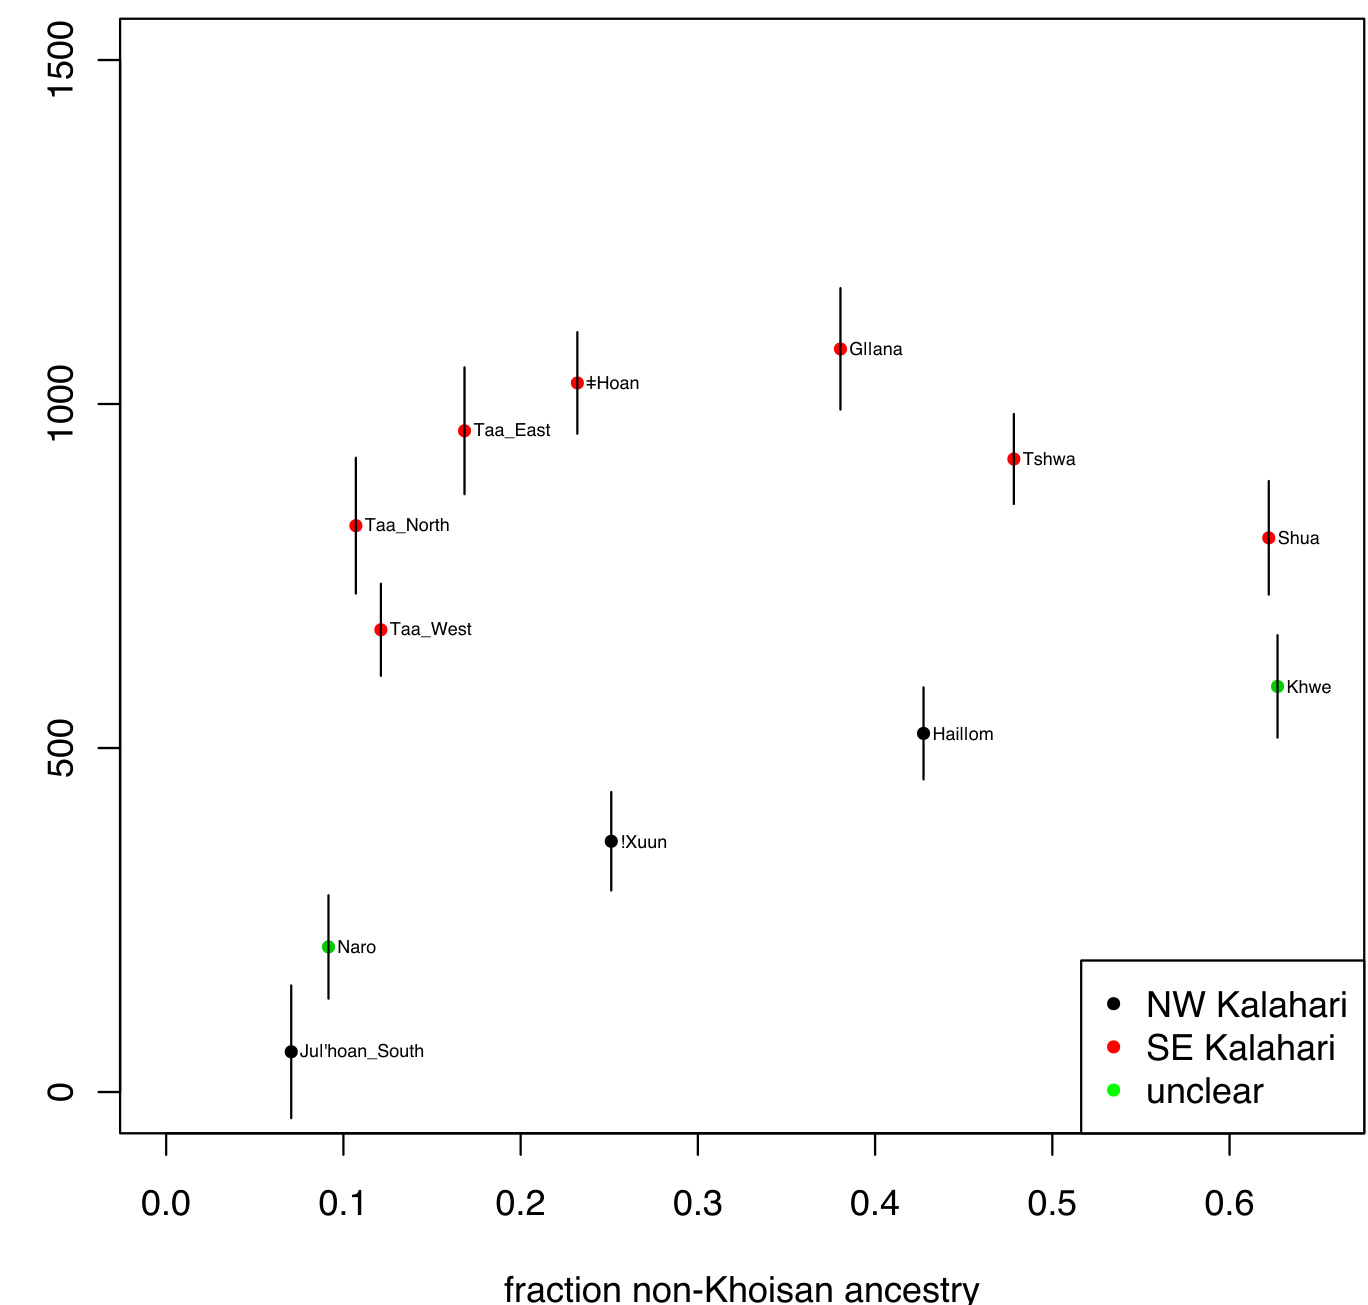 1500
1000
500
0
Gllana
ǂHoan
Taa_East
Tshwa
Taa_North
Shua
Taa_West
Khwe
Haillom
!Xuun
Naro
Jul'hoan_South
NW Kalahari
SE Kalahari
unclear
0.0 0.1 0.2 0.3 0.4 0.5 0.6
fraction non-Khoisan ancestry